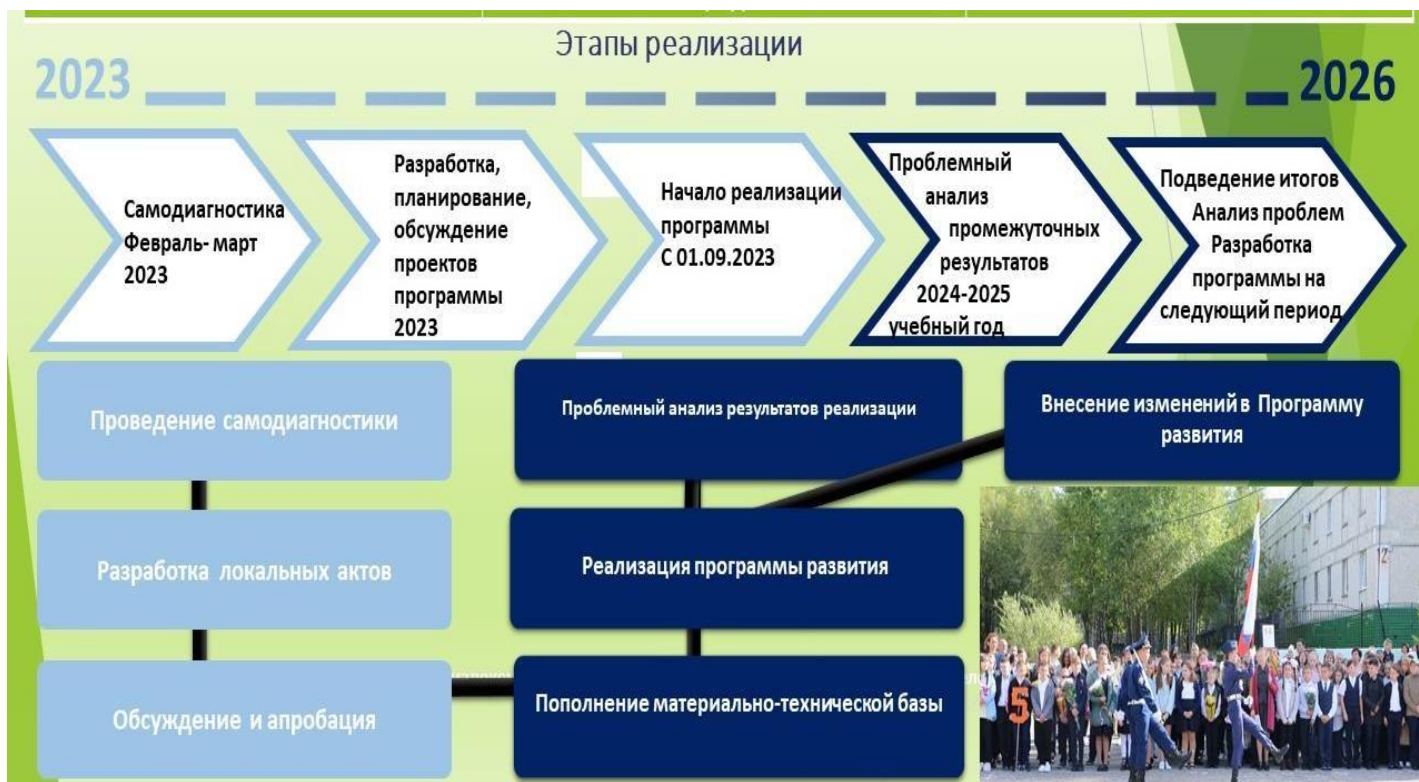 Этапы реализации
2023
2026
Самодиагностика
Февраль- март
2023
Разработка,
планирование,
обсуждение
проектов
программы
2023
Начало реализации
программы
С 01.09.2023
Проблемный
анализ
промежуточных
результатов
2024-2025
учебный год
Подведение итогов
Анализ проблем
Разработка
программы на
следующий период
Проведение самодиагностики
Проблемный анализ результатов реализации
Внесение изменений в Программу
развития
Разработка локальных актов
Реализация программы развития
Обсуждение и апробация
Пополнение материально-технической базы
12
5